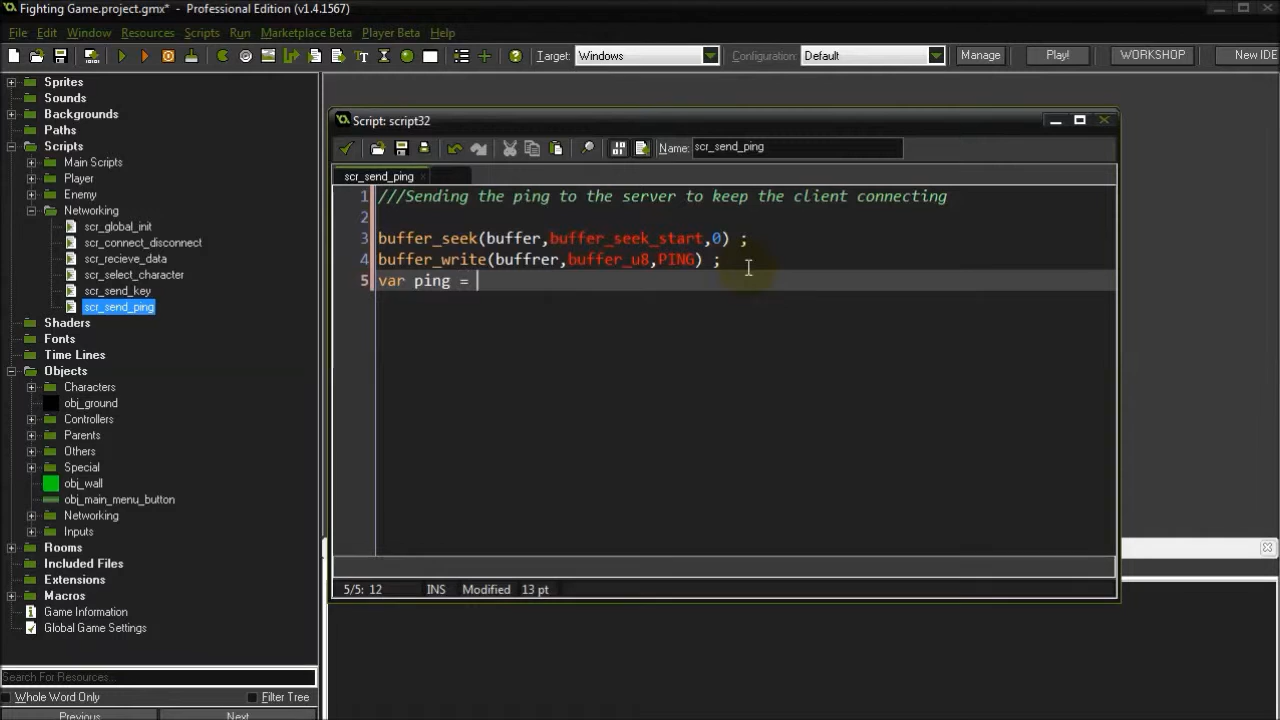 Fighting Game.project.gmx* - Professional Edition (v1.4.1567)
File Edit Window Resources Scripts Run Marketplace Beta Player Beta Help
Target: Windows Configuration: Default Manage Play! WORKSHOP New IDE
Sprites
Sounds
Backgrounds
Paths
Scripts
Main Scripts
Player
Enemy
Networking
scr_global_init
scr_connect_disconnect
scr_recieve_data
scr_select_character
scr_send_key
scr_send_ping
Shaders
Fonts
Time Lines
Objects
Characters
obj_ground
Controllers
Parents
Others
Special
obj_wall
obj_main_menu_button
Networking
Inputs
Rooms
Included Files
Extensions
Macros
Game Information
Global Game Settings
Search For Resources...
Whole Word Only Filter Tree
Previous Next
Script: script32
Name: scr_send_ping
scr_send_ping x
1 ///Sending the ping to the server to keep the client connecting
2
3 buffer_seek(buffer,buffer_seek_start,0) ;
4 buffer_write(buffrer,buffer_u8,PING) ;
5 var ping =
5/5: 12 INS Modified 13 pt